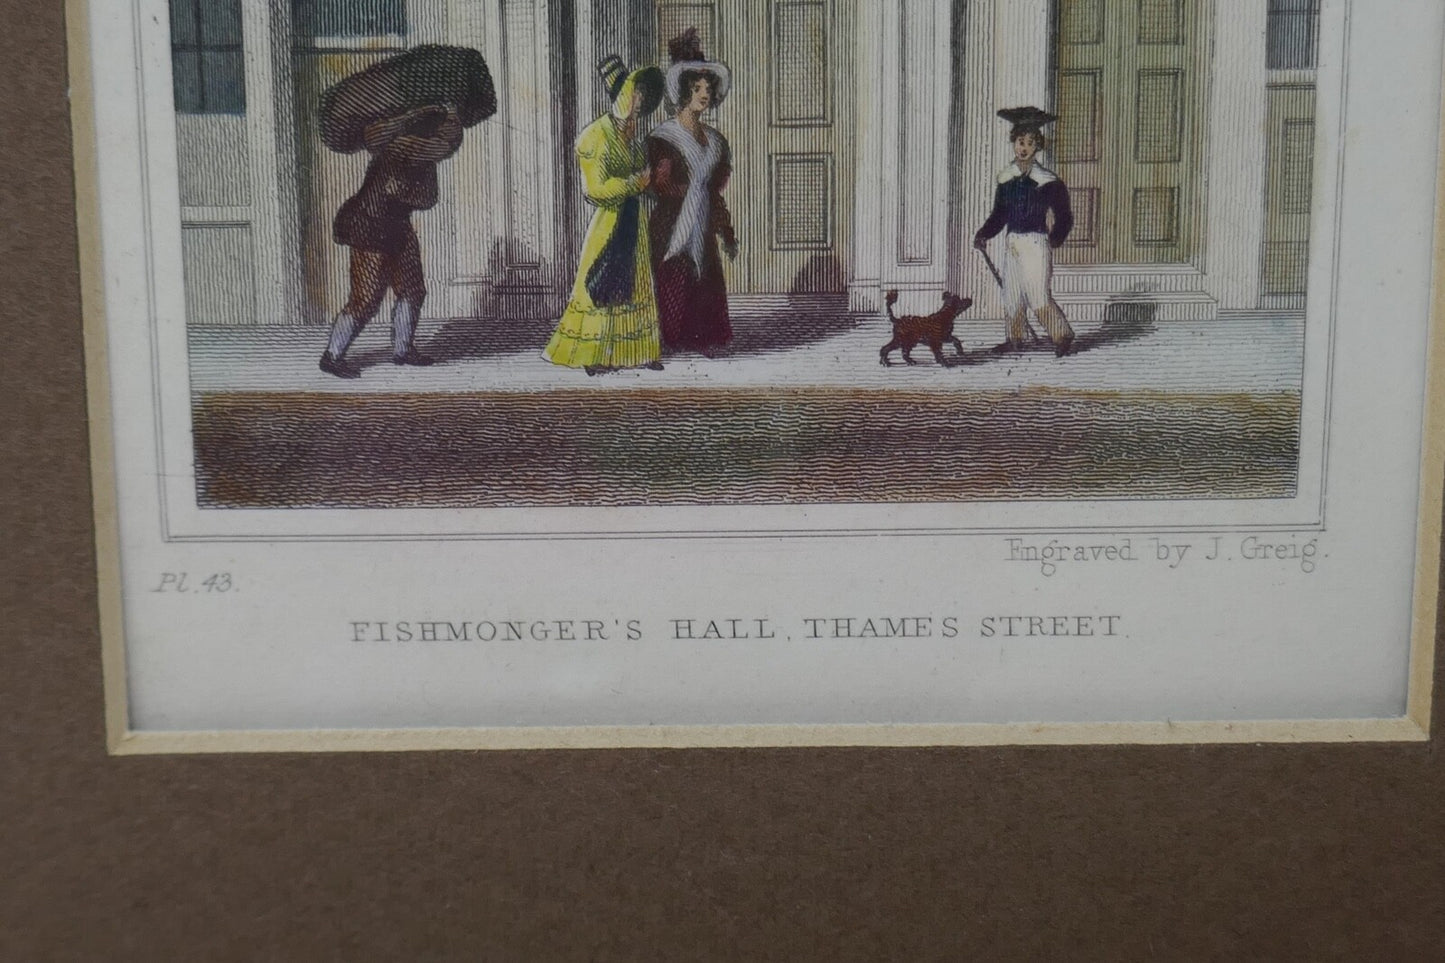 Engraved by J. Greig.
Pl. 43.
FISHMONGER'S HALL, THAMES STREET.